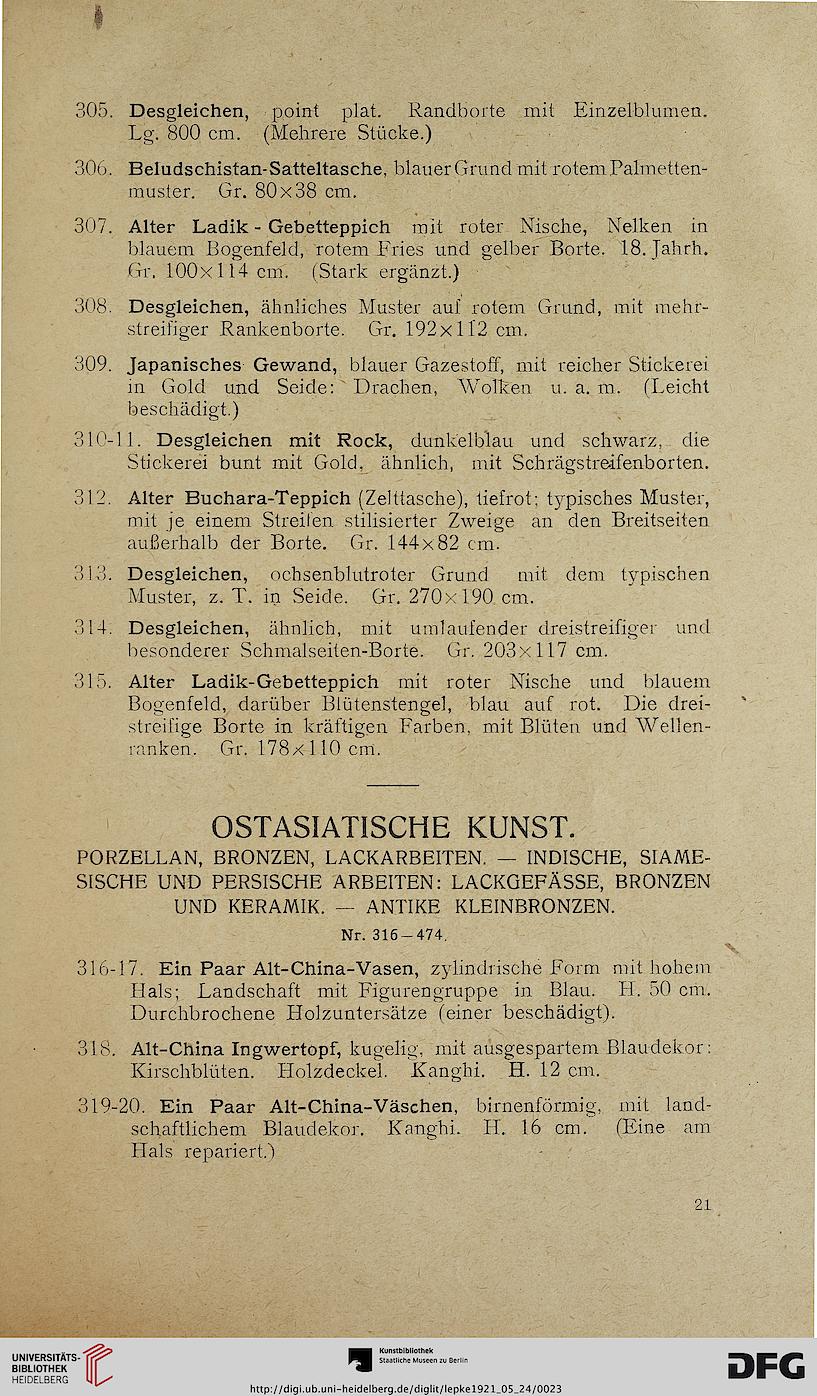 305. Desgleichen, point plat. Randborte mit Einzelblumen.
Lg. 800 cm. (Mehrere Stücke.)
306. Beludschistan-Satteltasche, blauer Grund mit rotem Palmetten-
muster. Gr. 80×38 cm.
307. Alter Ladik-Gebetteppich mit roter Nische, Nelken in
blauem Bogenfeld, rotem Fries und gelber Borte. 18. Jahrh.
Gr. 100×114 cm. (Stark ergänzt.)
308. Desgleichen, ähnliches Muster auf rotem Grund, mit mehr-
streifiger Rankenborte. Gr. 192×112 cm.
309. Japanisches Gewand, blauer Gazestoff, mit reicher Stickerei
in Gold und Seide: Drachen, Wolken u. a. m. (Leicht
beschädigt.)
310-11. Desgleichen mit Rock, dunkelblau und schwarz, die
Stickerei bunt mit Gold, ähnlich, mit Schrägstreifenborten.
312. Alter Buchara-Teppich (Zelttasche), tiefrot; typisches Muster,
mit je einem Streifen stilisierter Zweige an den Breitseiten
außerhalb der Borte. Gr. 144×82 cm.
313. Desgleichen, ochsenblutroter Grund mit dem typischen
Muster, z. T. in Seide. Gr. 270×190 cm.
314. Desgleichen, ähnlich, mit umlaufender dreistreifiger und
besonderer Schmalseiten-Borte. Gr. 203×117 cm.
315. Alter Ladik-Gebetteppich mit roter Nische und blauem
Bogenfeld, darüber Blütenstengel, blau auf rot. Die drei-
streifige Borte in kräftigen Farben, mit Blüten und Wellen-
ranken. Gr. 178×110 cm.
OSTASIATISCHE KUNST.
PORZELLAN, BRONZEN, LACKARBEITEN. — INDISCHE, SIAME-
SISCHE UND PERSISCHE ARBEITEN: LACKGEFÄSSE, BRONZEN
UND KERAMIK. — ANTIKE KLEINBRONZEN.
Nr. 316—474.
316-17. Ein Paar Alt-China-Vasen, zylindrische Form mit hohem
Hals; Landschaft mit Figurengruppe in Blau. H. 50 cm.
Durchbrochene Holzuntersätze (einer beschädigt).
318. Alt-China Ingwertopf, kugelig, mit ausgespartem Blaudekor:
Kirschblüten. Holzdeckel. Kanghi. H. 12 cm.
319-20. Ein Paar Alt-China-Väschen, birnenförmig, mit land-
schaftlichem Blaudekor. Kanghi. H. 16 cm. (Eine am
Hals repariert.)
21
UNIVERSITÄTS-
BIBLIOTHEK
HEIDELBERG
Kunstbibliothek
Staatliche Museen zu Berlin
DFG
http://digi.ub.uni-heidelberg.de/diglit/lepke1921_05_24/0023